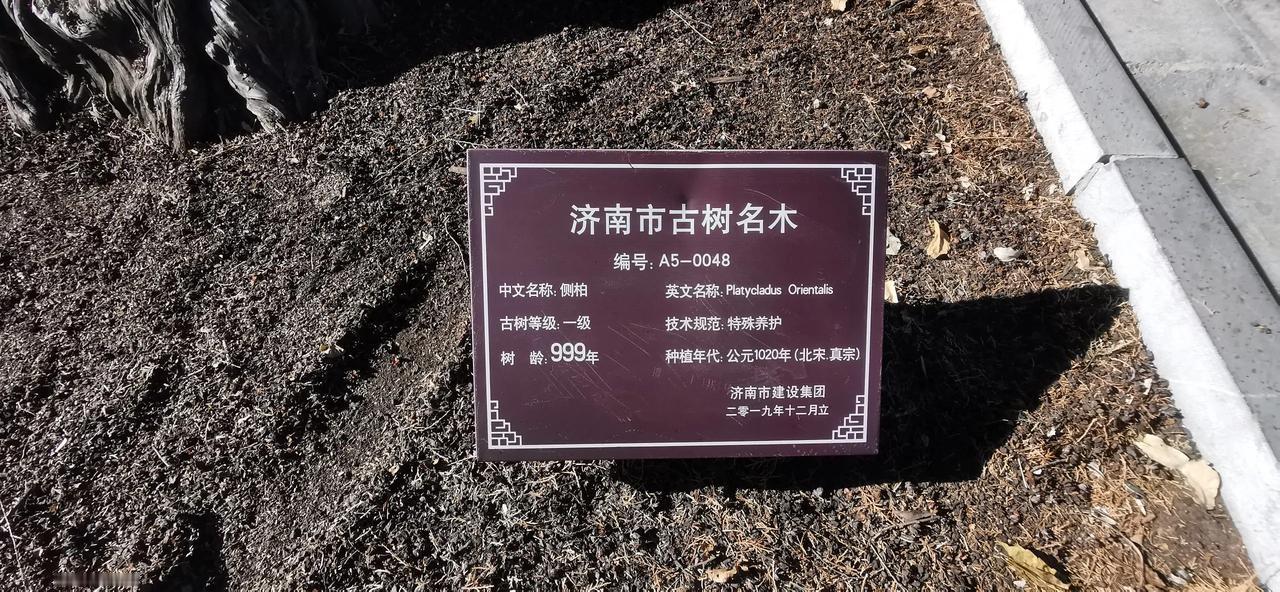 济南市古树名木
编号: A5-0048
中文名称: 侧柏
英文名称: Platycladus Orientalis
古树等级: 一级
技术规范: 特殊养护
树 龄: 999年
种植年代: 公元1020年(北宋.真宗)
济南市建设集团
二零一九年十二月立